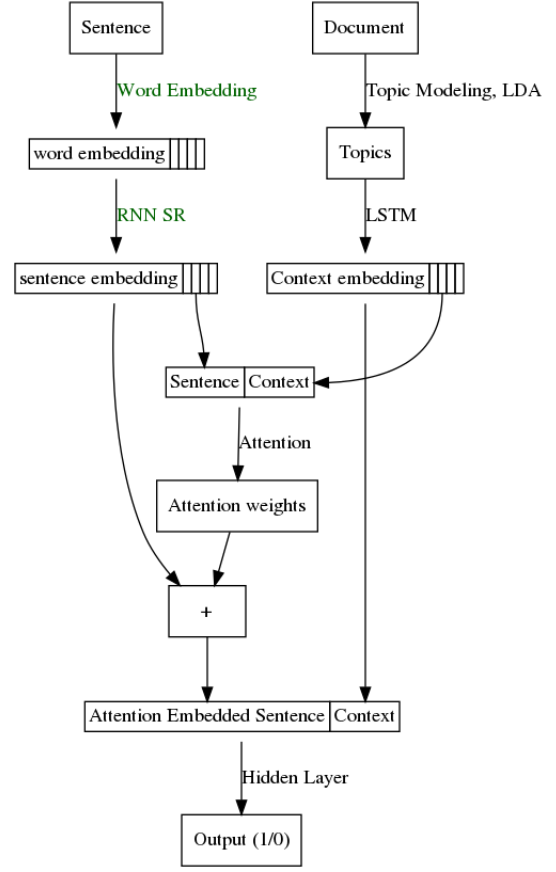 Sentence
Document
Word Embedding
Topic Modeling, LDA
word embedding
Topics
RNN SR
LSTM
sentence embedding
Context embedding
Sentence Context
Attention
Attention weights
+
Attention Embedded Sentence Context
Hidden Layer
Output (1/0)